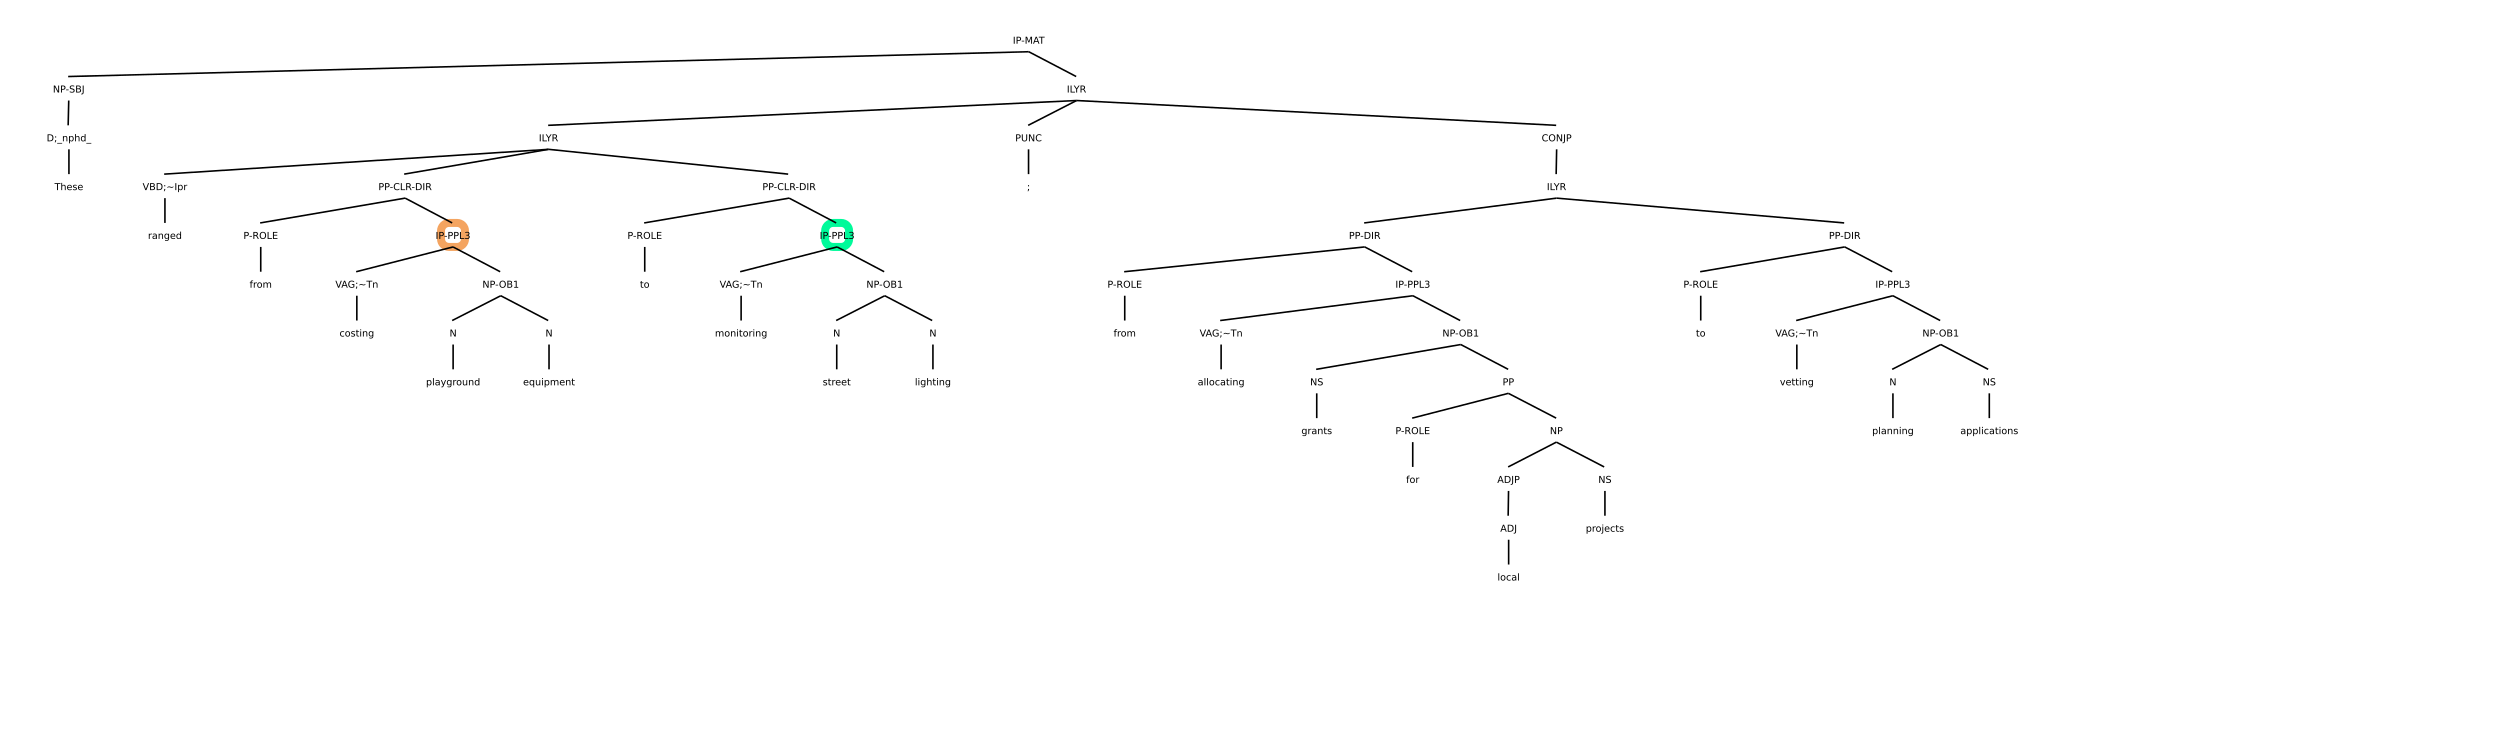 IP-MAT
NP-SBJ ILYR
D;_nphd_ ILYR PUNC CONJP
These VBD;~Ipr PP-CLR-DIR PP-CLR-DIR ; ILYR
ranged P-ROLE IP-PPL3 P-ROLE IP-PPL3 PP-DIR PP-DIR
from VAG;~Tn NP-OB1 to VAG;~Tn NP-OB1 P-ROLE IP-PPL3 P-ROLE IP-PPL3
costing N N monitoring N N from VAG;~Tn NP-OB1 to VAG;~Tn NP-OB1
playground equipment street lighting allocating NS PP vetting N NS
grants P-ROLE NP planning applications
for ADJP NS
ADJ projects
local